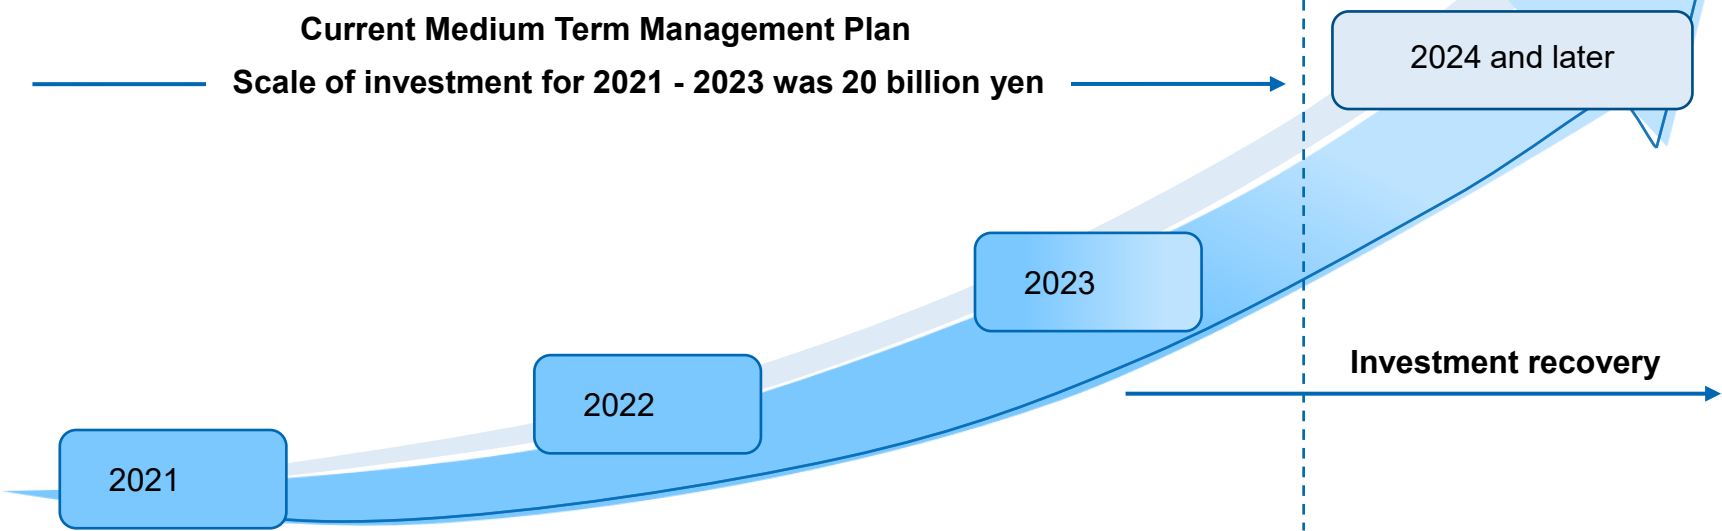 Current Medium Term Management Plan
Scale of investment for 2021 - 2023 was 20 billion yen
2024 and later
2023
Investment recovery
2022
2021